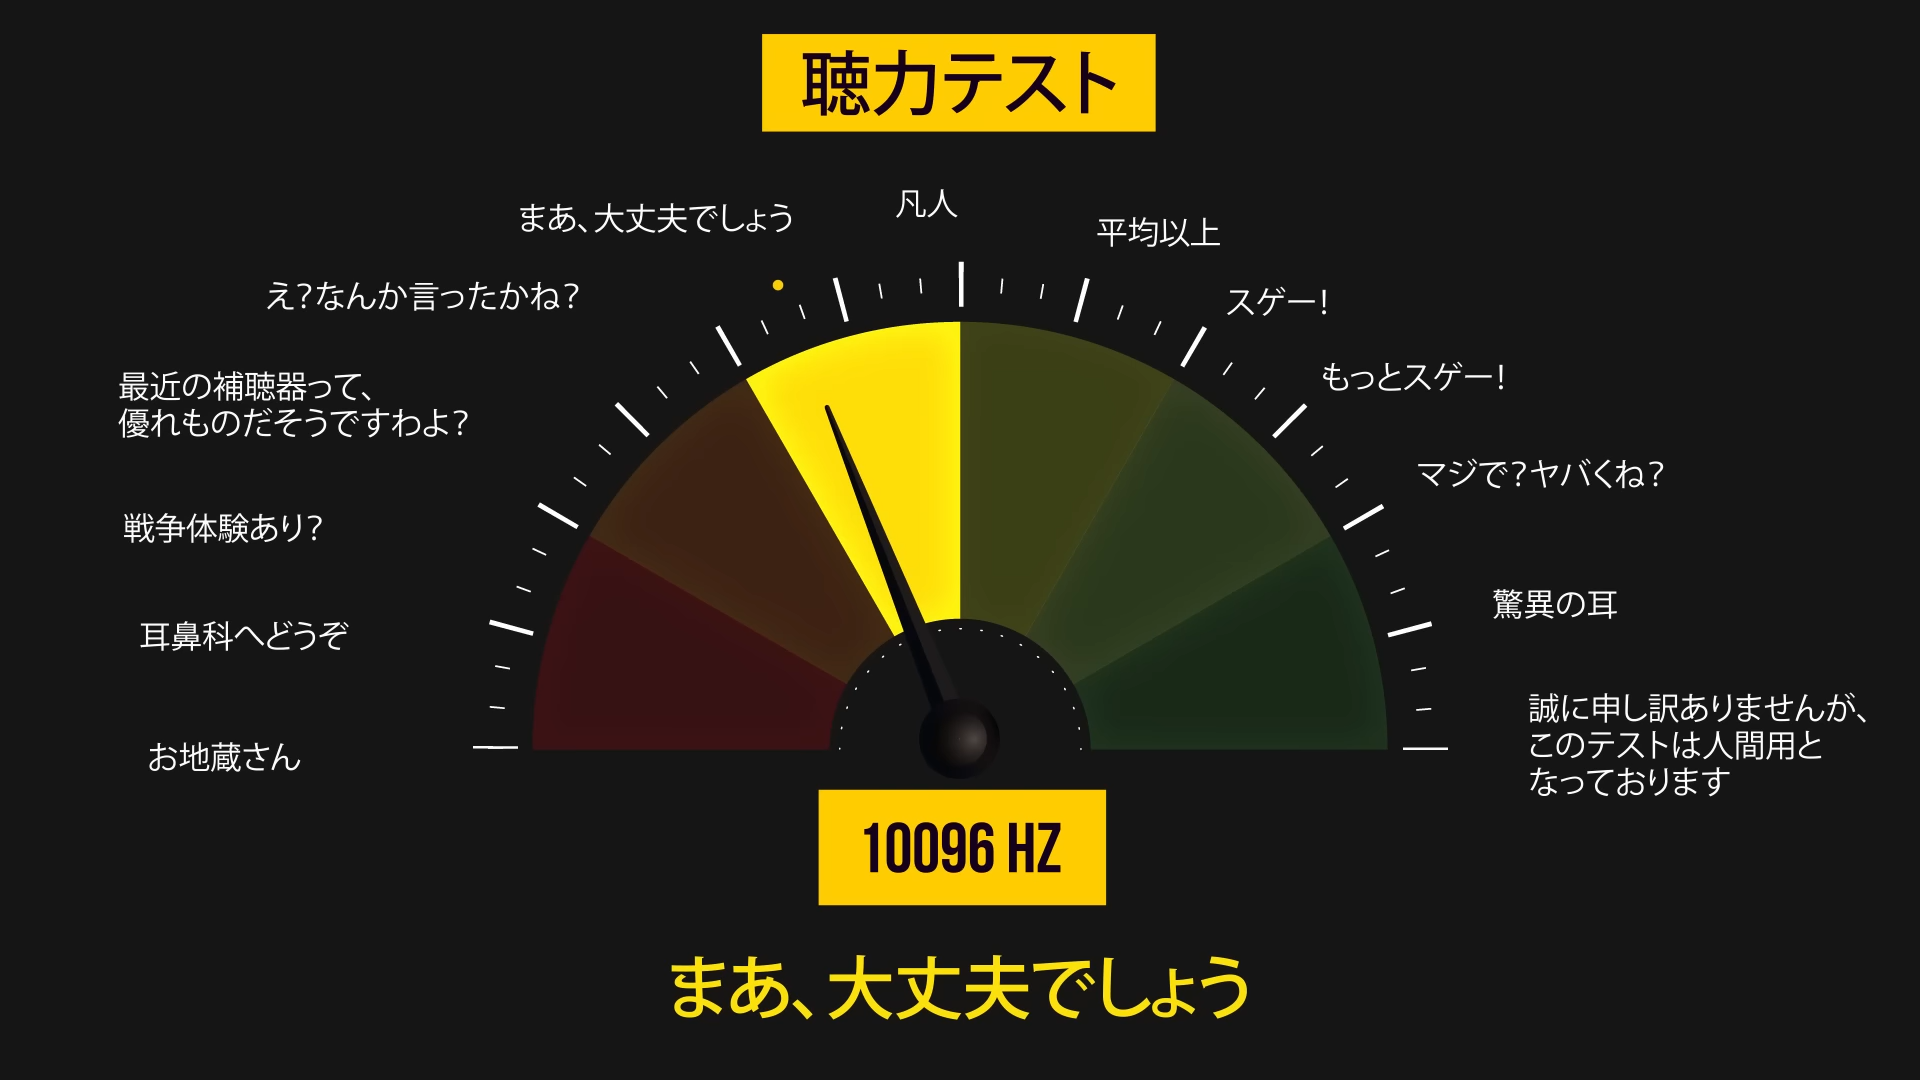 聴力テスト
凡人
まあ、大丈夫でしょう
平均以上
え？なんか言ったかね？
スゲー！
最近の補聴器って、
優れものだそうですわよ？
もっとスゲー！
マジで？ヤバくね？
戦争体験あり？
驚異の耳
耳鼻科へどうぞ
誠に申し訳ありませんが、
このテストは人間用と
なっております
お地蔵さん
10096 HZ
まあ、大丈夫でしょう